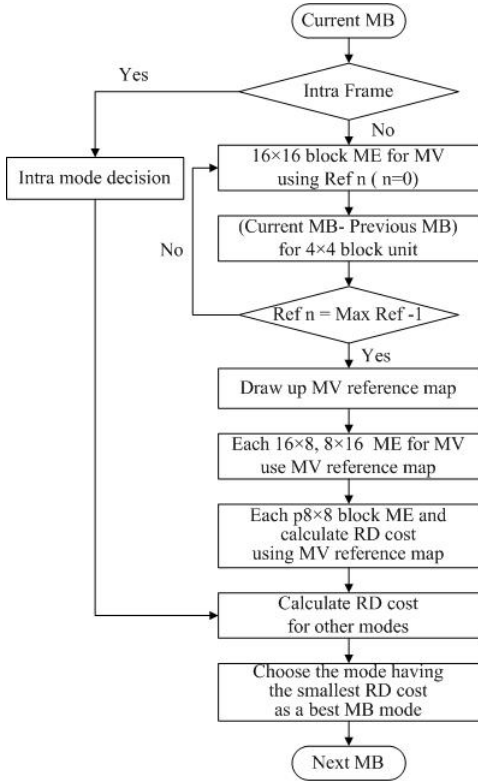 Current MB
Yes
Intra Frame
No
Intra mode decision
16×16 block ME for MV
using Ref n ( n=0)
(Current MB- Previous MB)
for 4×4 block unit
No
Ref n = Max Ref -1
Yes
Draw up MV reference map
Each 16×8, 8×16 ME for MV
use MV reference map
Each p8×8 block ME and
calculate RD cost
using MV reference map
Calculate RD cost
for other modes
Choose the mode having
the smallest RD cost
as a best MB mode
Next MB